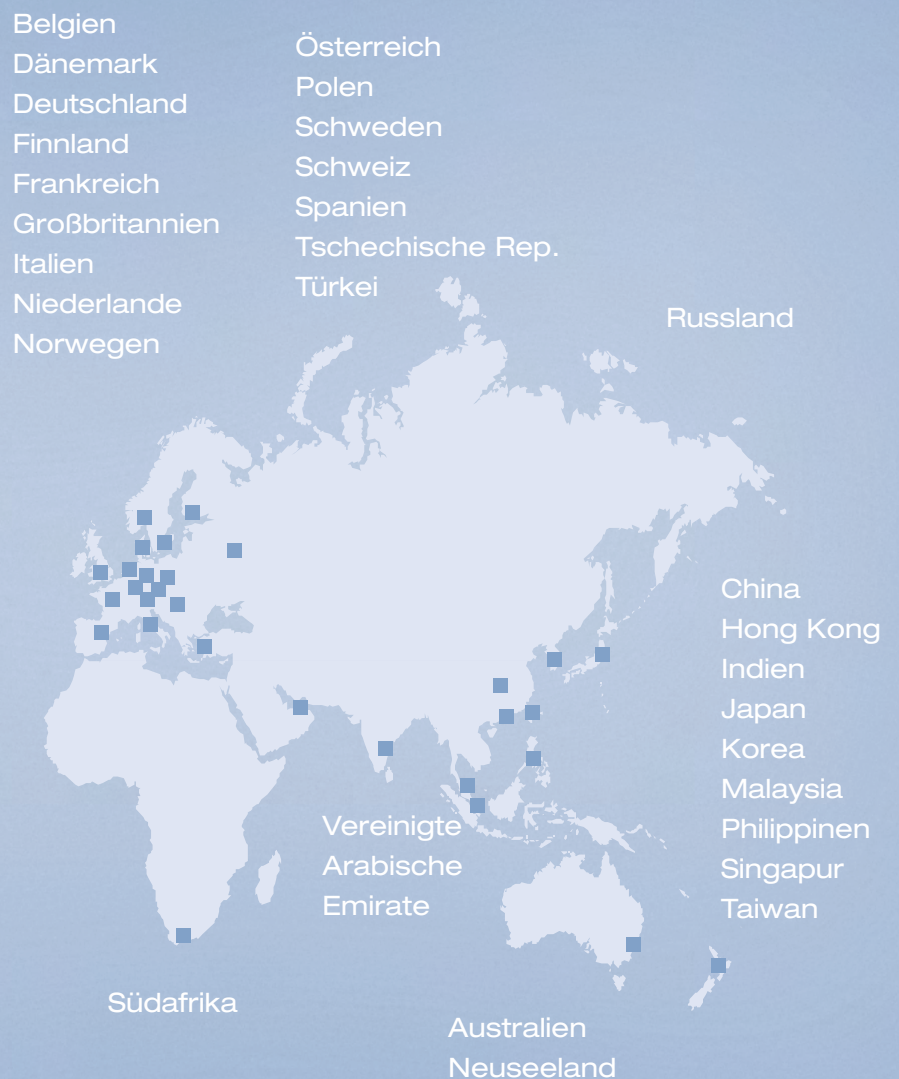 Belgien
Dänemark
Deutschland
Finnland
Frankreich
Großbritannien
Italien
Niederlande
Norwegen
Österreich
Polen
Schweden
Schweiz
Spanien
Tschechische Rep.
Türkei
Russland
China
Hong Kong
Indien
Japan
Korea
Malaysia
Philippinen
Singapur
Taiwan
Vereinigte
Arabische
Emirate
Südafrika
Australien
Neuseeland